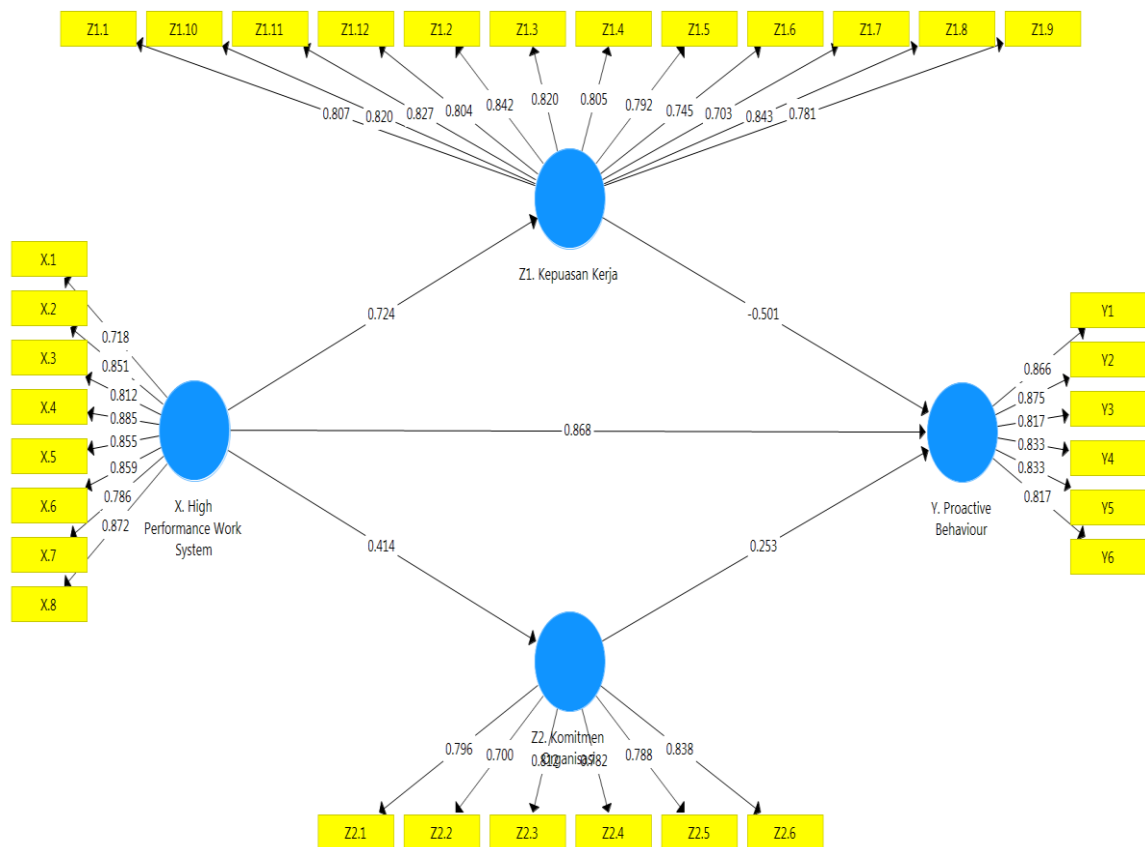 Z1.1
Z1.10
Z1.11
Z1.12
Z1.2
Z1.3
Z1.4
Z1.5
Z1.6
Z1.7
Z1.8
Z1.9
0.807
0.820
0.827
0.804
0.842
0.820
0.805
0.792
0.745
0.703
0.843
0.781
Z1. Kepuasan Kerja
X.1
X.2
X.3
X.4
X.5
X.6
X.7
X.8
0.718
0.851
0.812
0.885
0.855
0.859
0.786
0.872
X. High
Performance Work
System
0.724
-0.501
0.868
0.414
0.253
Y1
Y2
Y3
Y4
Y5
Y6
0.866
0.875
0.817
0.833
0.833
0.817
Y. Proactive
Behaviour
Z2. Komitmen
Organisasi
0.796
0.700
0.812
0.782
0.788
0.838
Z2.1
Z2.2
Z2.3
Z2.4
Z2.5
Z2.6